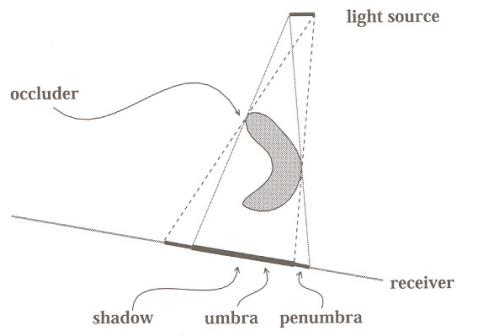 light source
occluder
receiver
shadow
umbra
penumbra